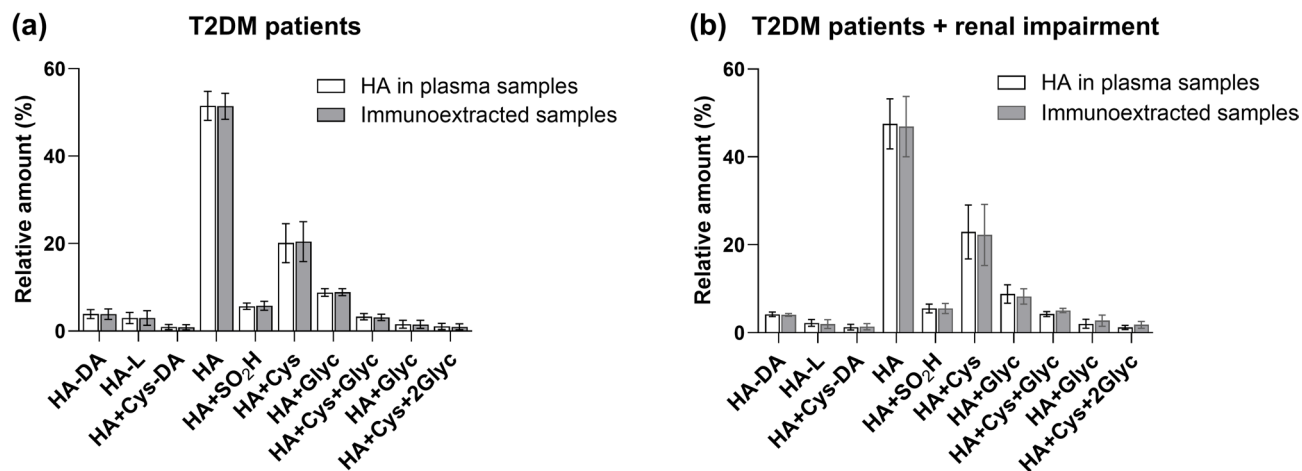 (a) T2DM patients
Relative amount (%)
60
40
20
0
HA in plasma samples
Immunoextracted samples
HA-DA
HA-L
HA+Cys-DA
HA
HA+SO₂H
HA+Cys
HA+Glyc
HA+Cys+Glyc
HA+Glyc
HA+Cys+2Glyc
(b) T2DM patients + renal impairment
Relative amount (%)
60
40
20
0
HA in plasma samples
Immunoextracted samples
HA-DA
HA-L
HA+Cys-DA
HA
HA+SO₂H
HA+Cys
HA+Glyc
HA+Cys+Glyc
HA+Glyc
HA+Cys+2Glyc